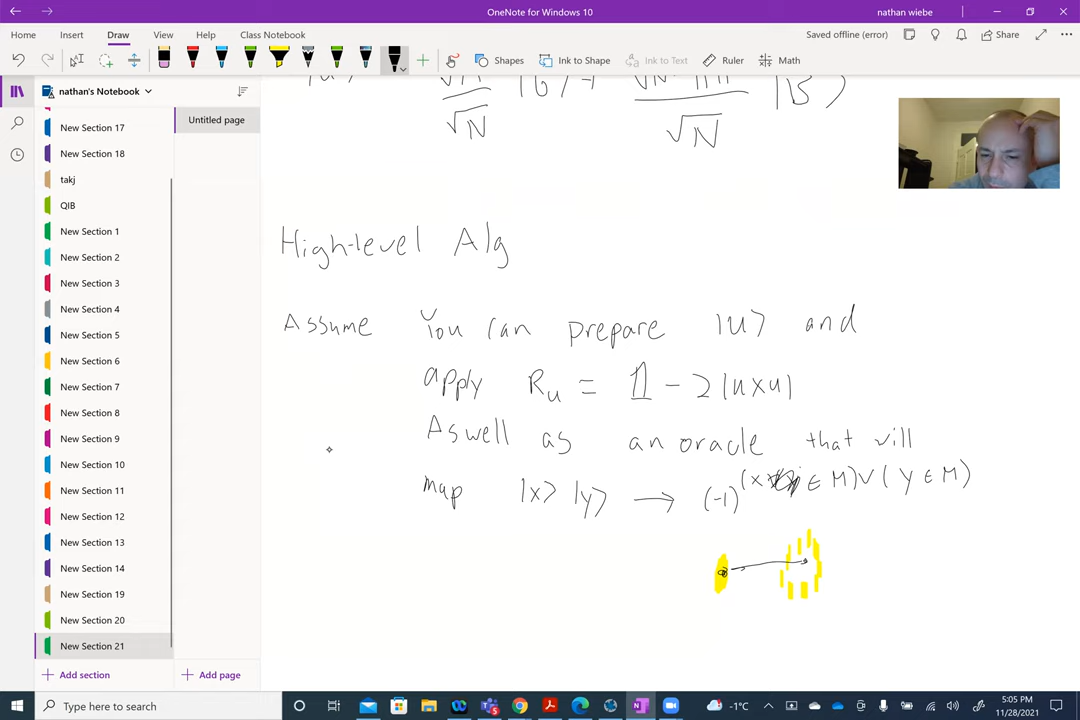 OneNote for Windows 10
nathan wiebe
Home Insert Draw View Help Class Notebook
Saved offline (error) Share
Shapes Ink to Shape Ink to Text Ruler Math
nathan's Notebook
Untitled page
New Section 17
New Section 18
takj
QIB
New Section 1
New Section 2
New Section 3
New Section 4
New Section 5
New Section 6
New Section 7
New Section 8
New Section 9
New Section 10
New Section 11
New Section 12
New Section 13
New Section 14
New Section 19
New Section 20
New Section 21
Add section Add page
√N √N |B⟩
High-level Alg
Assume You can prepare |u⟩ and
apply R_u = 𝟙 - 2|u⟩⟨u|
Aswell as an oracle that will
map |x⟩ |y⟩ → (-1)^(x ∈ M)∨(y ∈ M)
Type here to search
-1°C
5:05 PM
11/28/2021